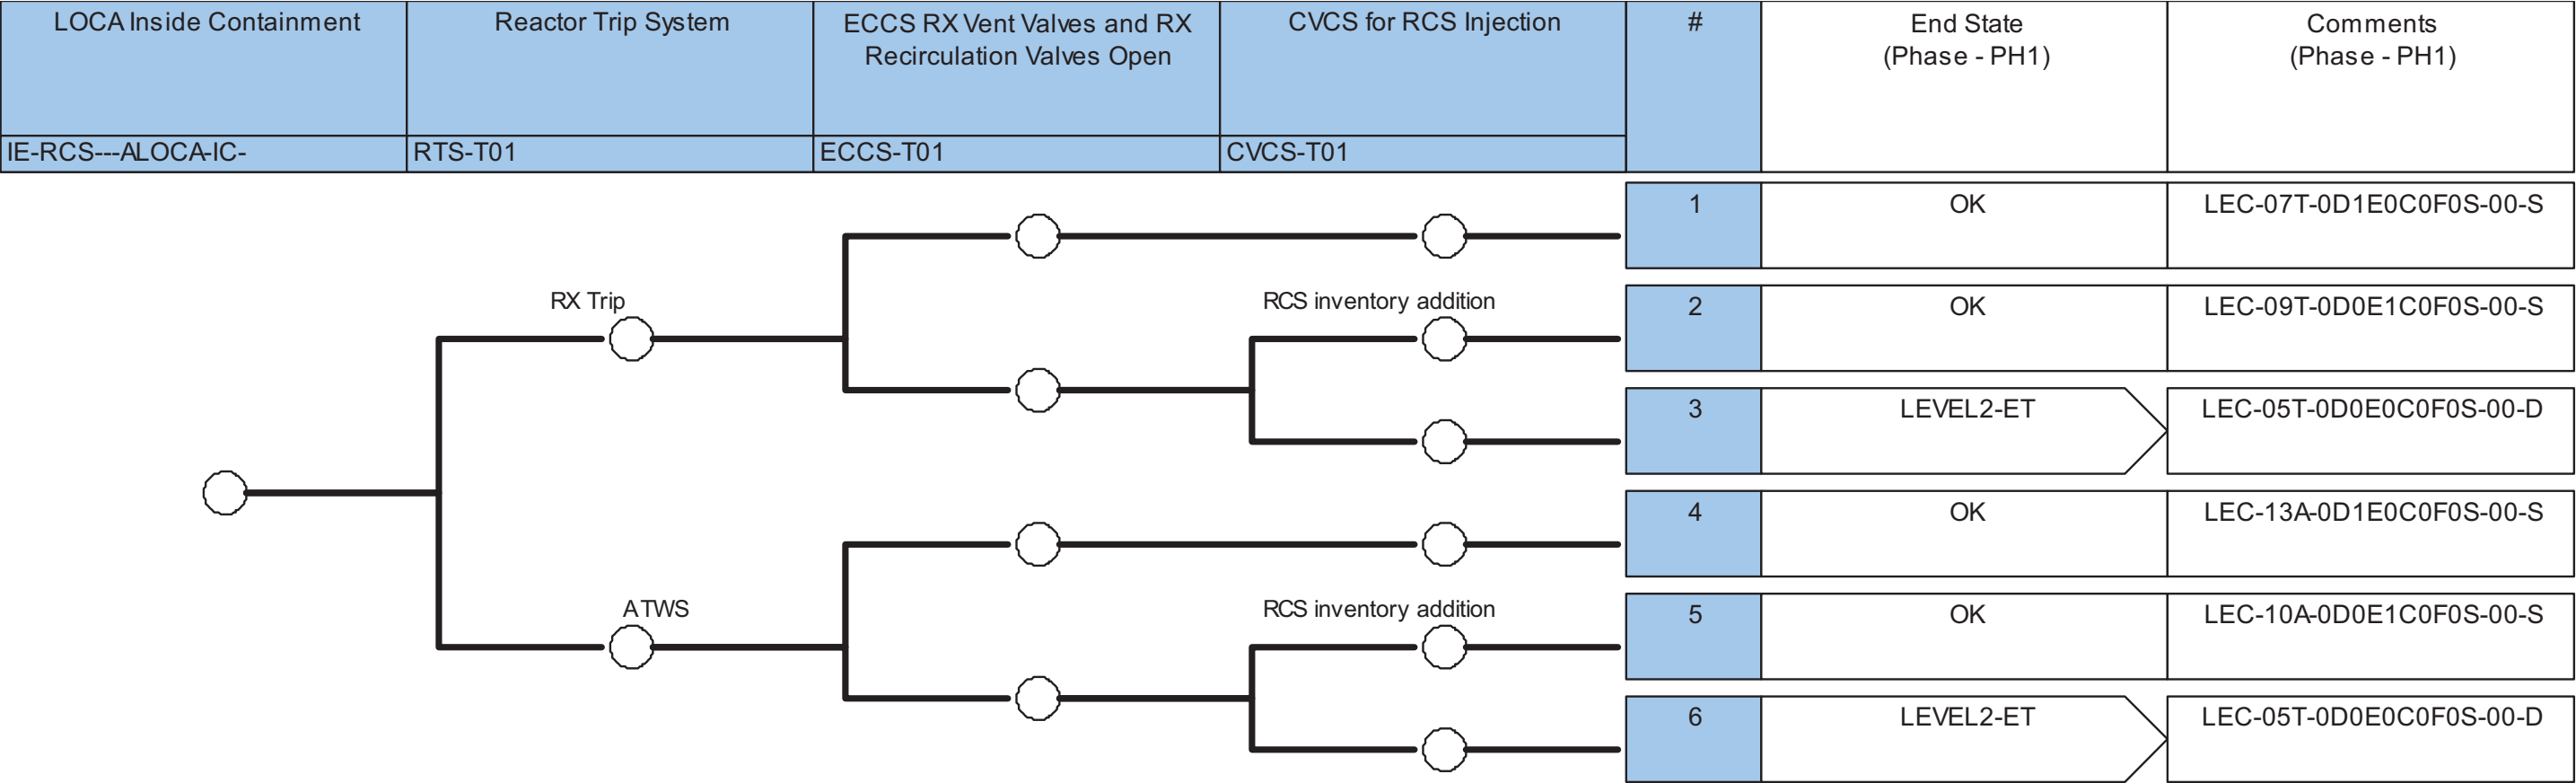 LOCA Inside Containment
Reactor Trip System
ECCS RX Vent Valves and RX
Recirculation Valves Open
CVCS for RCS Injection
#
End State
(Phase - PH1)
Comments
(Phase - PH1)
IE-RCS---ALOCA-IC-
RTS-T01
ECCS-T01
CVCS-T01
1
OK
LEC-07T-0D1E0C0F0S-00-S
RX Trip
RCS inventory addition
2
OK
LEC-09T-0D0E1C0F0S-00-S
3
LEVEL2-ET
LEC-05T-0D0E0C0F0S-00-D
4
OK
LEC-13A-0D1E0C0F0S-00-S
ATWS
RCS inventory addition
5
OK
LEC-10A-0D0E1C0F0S-00-S
6
LEVEL2-ET
LEC-05T-0D0E0C0F0S-00-D